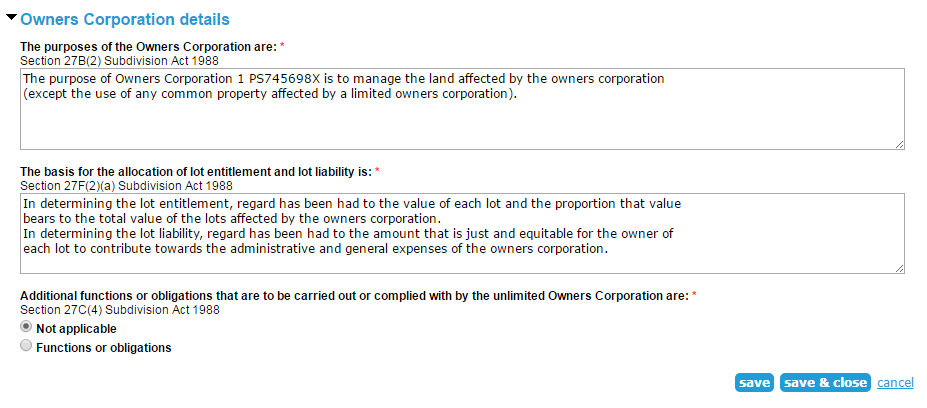 Owners Corporation details
The purposes of the Owners Corporation are: *
Section 27B(2) Subdivision Act 1988
The purpose of Owners Corporation 1 PS745698X is to manage the land affected by the owners corporation
(except the use of any common property affected by a limited owners corporation).
The basis for the allocation of lot entitlement and lot liability is: *
Section 27F(2)(a) Subdivision Act 1988
In determining the lot entitlement, regard has been had to the value of each lot and the proportion that value
bears to the total value of the lots affected by the owners corporation.
In determining the lot liability, regard has been had to the amount that is just and equitable for the owner of
each lot to contribute towards the administrative and general expenses of the owners corporation.
Additional functions or obligations that are to be carried out or complied with by the unlimited Owners Corporation are: *
Section 27C(4) Subdivision Act 1988
Not applicable
Functions or obligations
save save & close cancel